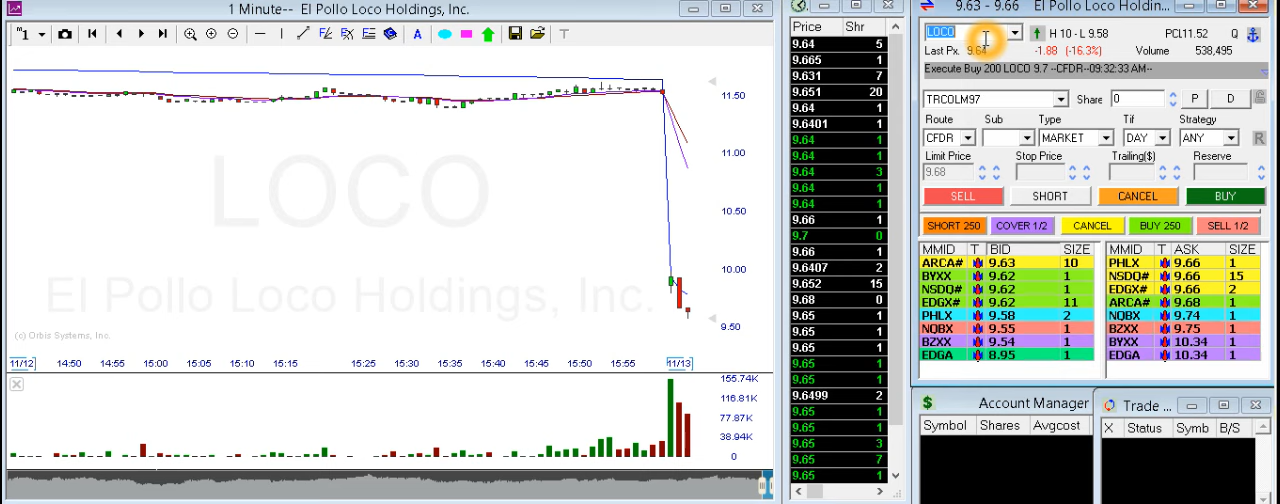 1 Minute-- El Pollo Loco Holdings, Inc.
1
A
T
LOCO
El Pollo Loco Holdings, Inc.
(c) Orbis Systems, Inc.
11.50
11.00
10.50
10.00
9.50
11/12 14:50 14:55 15:00 15:05 15:10 15:15 15:20 15:25 15:30 15:35 15:40 15:45 15:50 15:55 11/13
155.74K
116.81K
77.87K
38.94K
0
Price Shr
9.64 5
9.665 1
9.631 7
9.651 20
9.64 1
9.6401 1
9.64 1
9.64 1
9.64 3
9.64 1
9.64 1
9.66 1
9.7 0
9.66 1
9.6407 2
9.652 15
9.68 0
9.65 1
9.65 1
9.65 1
9.65 1
9.65 1
9.6499 2
9.65 1
9.65 1
9.65 3
9.65 7
9.65 1
9.63 - 9.66 El Pollo Loco Holdin...
LOCO H 10 - L 9.58 PCL11.52 Q
Last Px. 9.64 -1.88 (-16.3%) Volume 538,495
Execute Buy 200 LOCO 9.7 --CFDR--09:32:33 AM--
TRCOLM97 Share 0 P D
Route Sub Type Tif Strategy
CFDR MARKET DAY ANY R
Limit Price Stop Price Trailing($) Reserve
9.68
SELL SHORT CANCEL BUY
SHORT 250 COVER 1/2 CANCEL BUY 250 SELL 1/2
MMID T BID SIZE MMID T ASK SIZE
ARCA# 9.63 10 PHLX 9.66 1
BYXX 9.62 1 NSDQ# 9.66 15
NSDQ# 9.62 1 EDGX# 9.66 2
EDGX# 9.62 11 ARCA# 9.68 1
PHLX 9.58 2 NQBX 9.74 1
NQBX 9.55 1 BZXX 9.75 1
BZXX 9.54 1 BYXX 10.34 1
EDGA 8.95 1 EDGA 10.34 1
$ Account Manager
Symbol Shares Avgcost
Trade ...
X Status Symb B/S